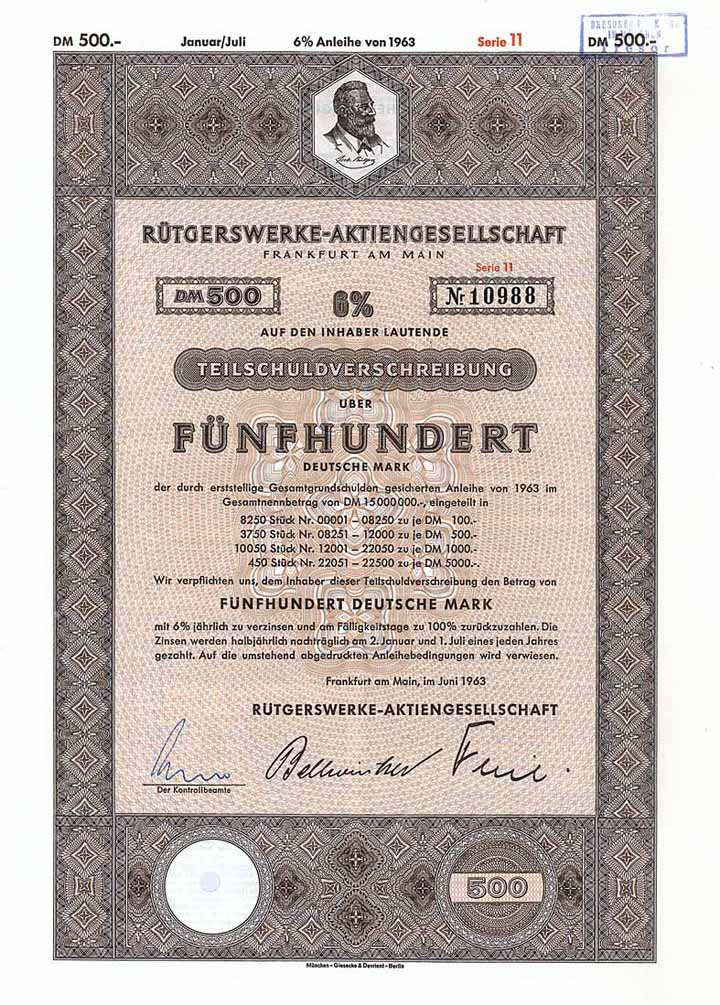 DM 500.- Januar/Juli 6% Anleihe von 1963 Serie 11 DM 500.-
RÜTGERSWERKE-AKTIENGESELLSCHAFT
FRANKFURT AM MAIN
Serie 11
DM 500 6% Nr 10988
AUF DEN INHABER LAUTENDE
TEILSCHULDVERSCHREIBUNG
ÜBER
FÜNFHUNDERT
DEUTSCHE MARK
der durch erststellige Gesamtgrundschulden gesicherten Anleihe von 1963 im
Gesamtnennbetrag von DM 15000000.-, eingeteilt in
8250 Stück Nr. 00001 – 08250 zu je DM 100.-
3750 Stück Nr. 08251 – 12000 zu je DM 500.-
10050 Stück Nr. 12001 – 22050 zu je DM 1000.-
450 Stück Nr. 22051 – 22500 zu je DM 5000.-.
Wir verpflichten uns, dem Inhaber dieser Teilschuldverschreibung den Betrag von
FÜNFHUNDERT DEUTSCHE MARK
mit 6% jährlich zu verzinsen und am Fälligkeitstage zu 100% zurückzuzahlen. Die
Zinsen werden halbjährlich nachträglich am 2. Januar und 1. Juli eines jeden Jahres
gezahlt. Auf die umstehend abgedruckten Anleihebedingungen wird verwiesen.
Frankfurt am Main, im Juni 1963
RÜTGERSWERKE-AKTIENGESELLSCHAFT
Der Kontrollbeamte
500
München – Giesecke & Devrient – Berlin